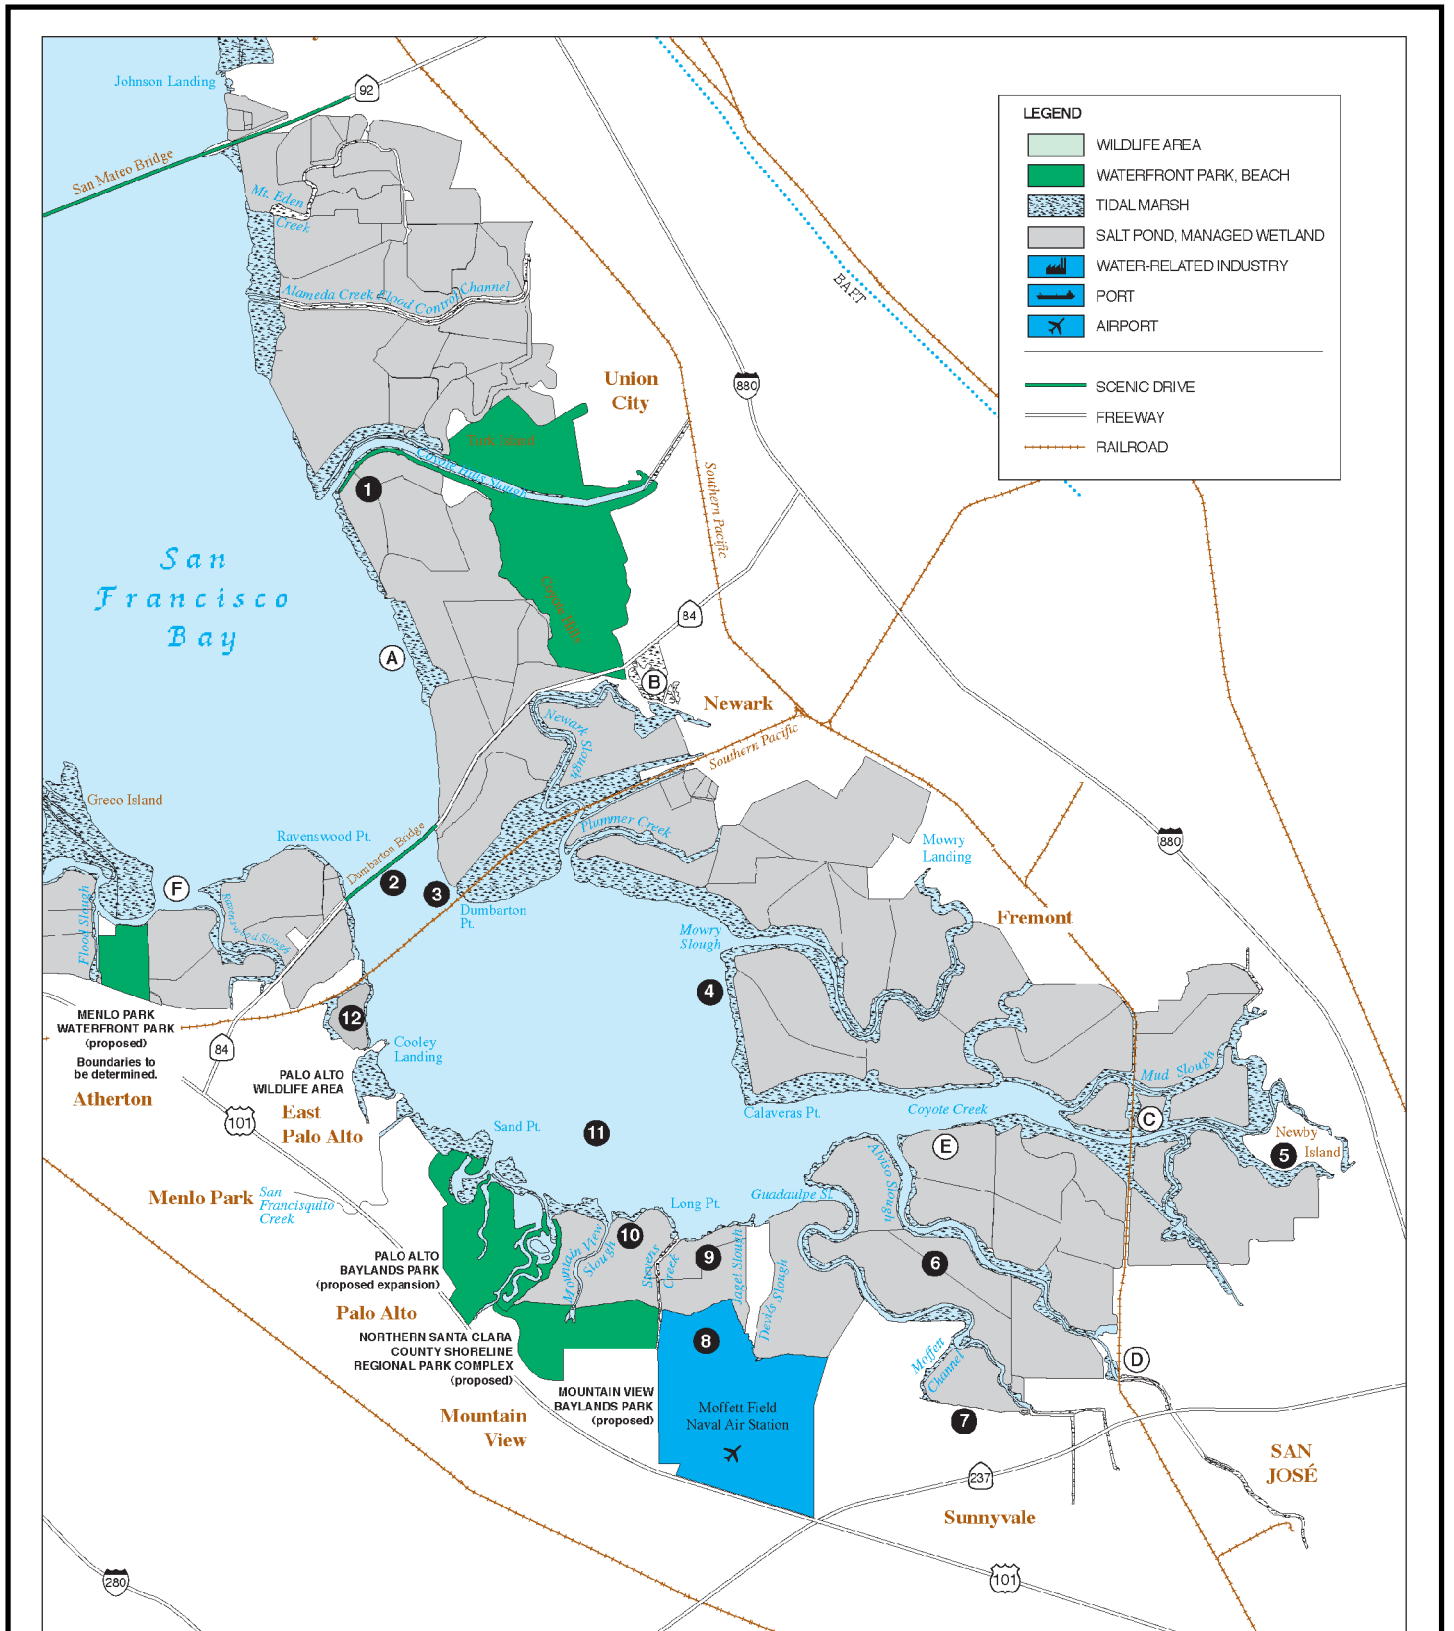 Johnson Landing
92
San Mateo Bridge
Mt. Eden
Creek
Alameda Creek Flood Control Channel
LEGEND
WILDLIFE AREA
WATERFRONT PARK, BEACH
TIDAL MARSH
SALT POND, MANAGED WETLAND
WATER-RELATED INDUSTRY
PORT
AIRPORT
SCENIC DRIVE
FREEWAY
RAILROAD
BART
880
Union
City
Coyote Hills Slough
1
Southern Pacific
San
Francisco
Bay
Coyote Hills
84
A
B
Newark
Newark Slough
Southern Pacific
Greco Island
Ravenswood Pt.
Dumbarton Bridge
Plummer Creek
Mowry
Landing
880
F
2
3
Flood Slough
Ravenswood Slough
Dumbarton
Pt.
Fremont
Mowry
Slough
4
MENLO PARK
WATERFRONT PARK
(proposed)
Boundaries to
be determined.
12
84
Cooley
Landing
Mud Slough
PALO ALTO
WILDLIFE AREA
Atherton
East
Palo Alto
101
Calaveras Pt.
Coyote Creek
C
Sand Pt.
11
E
Newby
Island
5
Alviso Slough
Menlo Park
San
Francisquito
Creek
Long Pt.
Guadaulpe Sl.
PALO ALTO
BAYLANDS PARK
(proposed expansion)
Mountain View
Slough
10
Stevens
Creek
9
Jagel Slough
Devils Slough
6
Palo Alto
NORTHERN SANTA CLARA
COUNTY SHORELINE
REGIONAL PARK COMPLEX
(proposed)
8
Moffett
Channel
D
MOUNTAIN VIEW
BAYLANDS PARK
(proposed)
Moffett Field
Naval Air Station
7
Mountain
View
SAN
JOSÉ
237
Sunnyvale
280
101